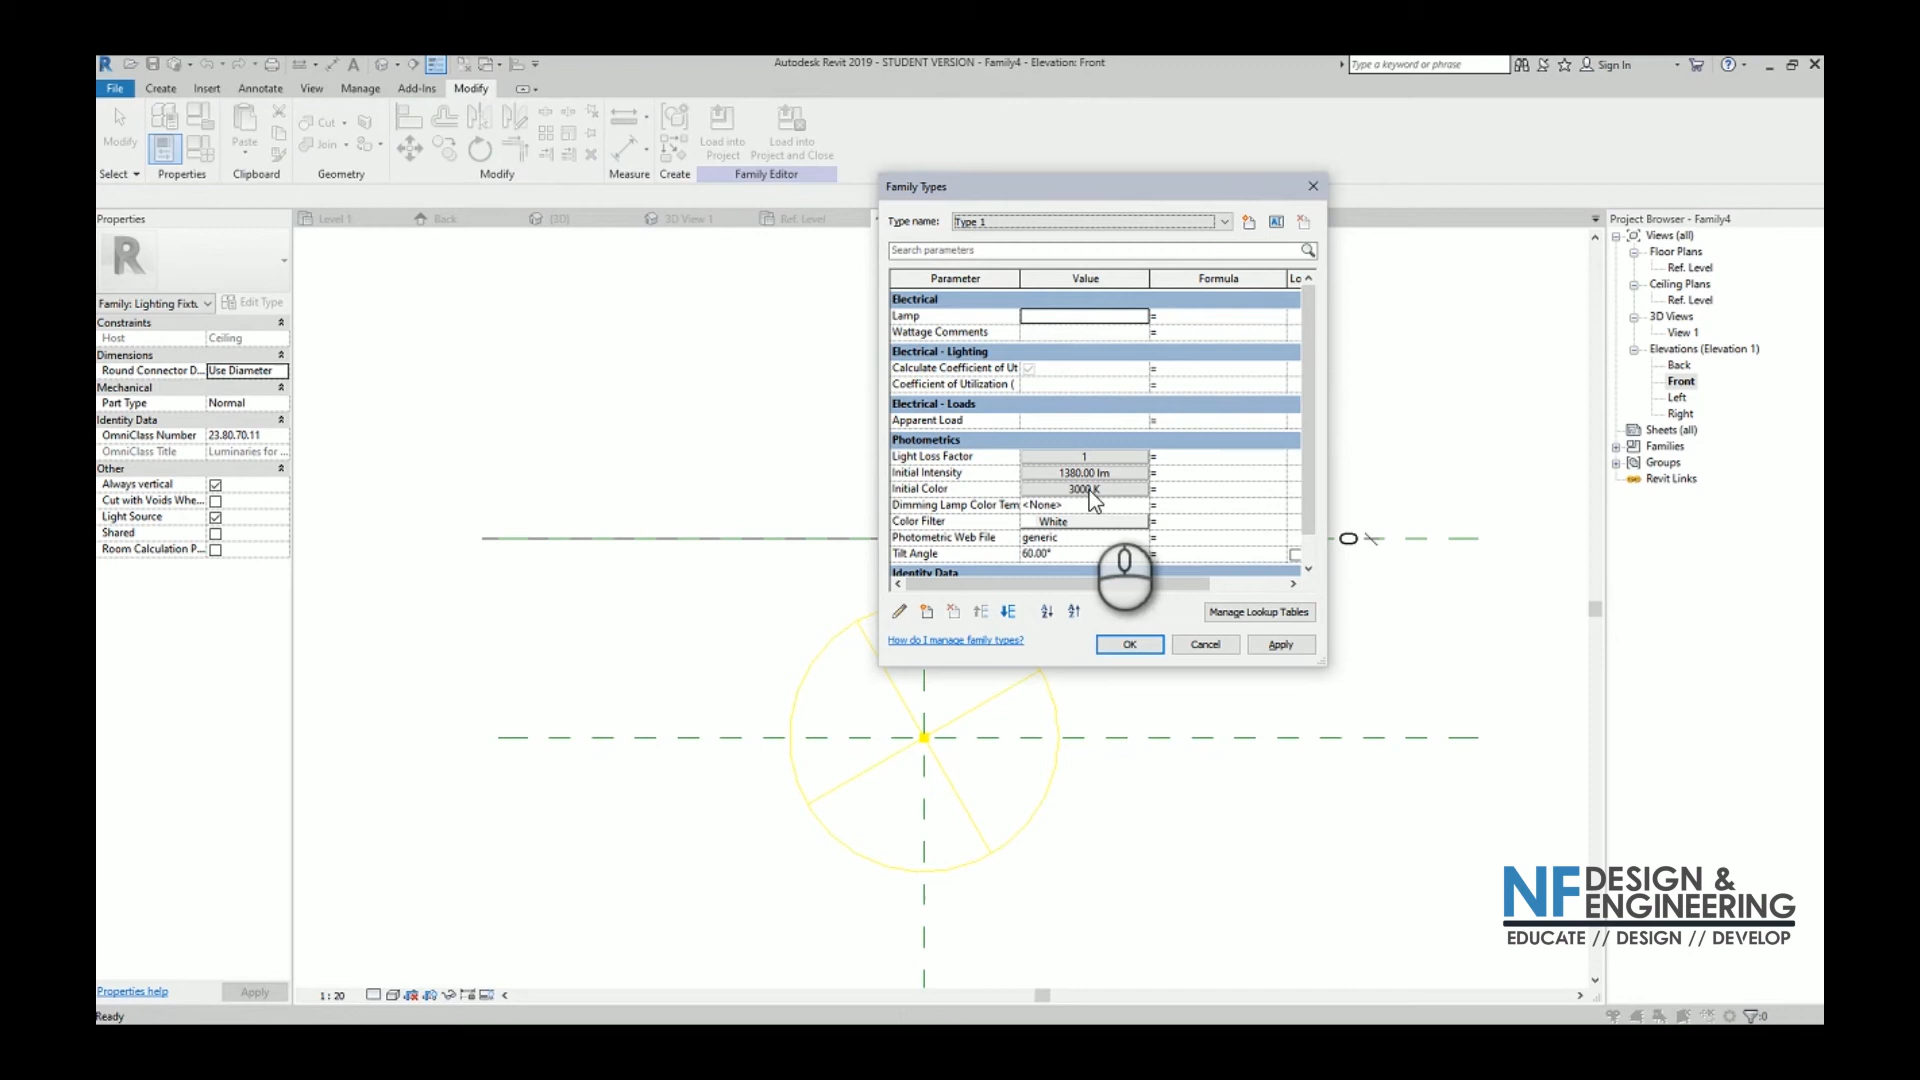 Autodesk Revit 2019 - STUDENT VERSION - Family4 - Elevation: Front
Type a keyword or phrase
Sign In
File Create Insert Annotate View Manage Add-Ins Modify
Modify
Paste
Cut
Join
Load into Project
Load into Project and Close
Select Properties Clipboard Geometry Modify Measure Create Family Editor
Properties
Level 1 Back {3D} 3D View 1 Ref. Level
Family: Lighting Fixtu Edit Type
Constraints
Host Ceiling
Dimensions
Round Connector D... Use Diameter
Mechanical
Part Type Normal
Identity Data
OmniClass Number 23.80.70.11
OmniClass Title Luminaries for ...
Other
Always vertical
Cut with Voids Whe...
Light Source
Shared
Room Calculation P...
Properties help Apply
Ready
1 : 20
Family Types
Type name: Type 1
Search parameters
Parameter Value Formula Lo
Electrical
Lamp =
Wattage Comments =
Electrical - Lighting
Calculate Coefficient of Ut =
Coefficient of Utilization ( =
Electrical - Loads
Apparent Load =
Photometrics
Light Loss Factor 1 =
Initial Intensity 1380.00 lm =
Initial Color 3000 K =
Dimming Lamp Color Tem <None> =
Color Filter White =
Photometric Web File generic =
Tilt Angle 60.00° =
Identity Data
Manage Lookup Tables
How do I manage family types?
OK Cancel Apply
Project Browser - Family4
Views (all)
Floor Plans
Ref. Level
Ceiling Plans
Ref. Level
3D Views
View 1
Elevations (Elevation 1)
Back
Front
Left
Right
Sheets (all)
Families
Groups
Revit Links
:0
NF DESIGN &
ENGINEERING
EDUCATE // DESIGN // DEVELOP